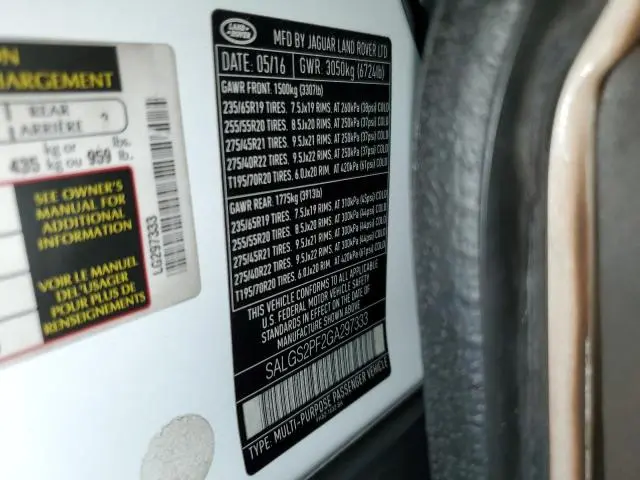 ON
HARGEMENT
REAR
ARRIÈRE
2
kg or lbs.
435 kg ou 959 lb.
SEE OWNER'S
MANUAL FOR
ADDITIONAL
INFORMATION
VOIR LE MANUEL
DE L'USAGER
POUR PLUS DE
RENSEIGNEMENTS
LG297333
LAND ROVER
MFD BY JAGUAR LAND ROVER LTD
DATE: 05/16 GWR. 3050kg (6724lb)
GAWR FRONT. 1500kg (3307lb)
235/65R19 TIRES. 7.5Jx19 RIMS, AT 260kPa (38psi) COLD
255/55R20 TIRES. 8.5Jx20 RIMS, AT 250kPa (37psi) COLD
275/45R21 TIRES. 9.5Jx21 RIMS, AT 250kPa (37psi) COLD
275/40R22 TIRES. 9.5Jx22 RIMS, AT 250kPa (37psi) COLD
T195/70R20 TIRES. 6.0Jx20 RIM, AT 420kPa (61psi) COLD
GAWR REAR. 1775kg (3913lb)
235/65R19 TIRES. 7.5Jx19 RIMS, AT 310kPa (45psi) COLD
255/55R20 TIRES. 8.5Jx20 RIMS, AT 300kPa (44psi) COLD
275/45R21 TIRES. 9.5Jx21 RIMS, AT 300kPa (44psi) COLD
275/40R22 TIRES. 9.5Jx22 RIMS, AT 300kPa (44psi) COLD
T195/70R20 TIRES. 6.0Jx20 RIM, AT 420kPa (61psi) COLD
THIS VEHICLE CONFORMS TO ALL APPLICABLE
U.S. FEDERAL MOTOR VEHICLE SAFETY
STANDARDS IN EFFECT ON THE DATE OF
MANUFACTURE SHOWN ABOVE
SALGS2PF2GA297333
TYPE: MULTI-PURPOSE PASSENGER VEHICLE